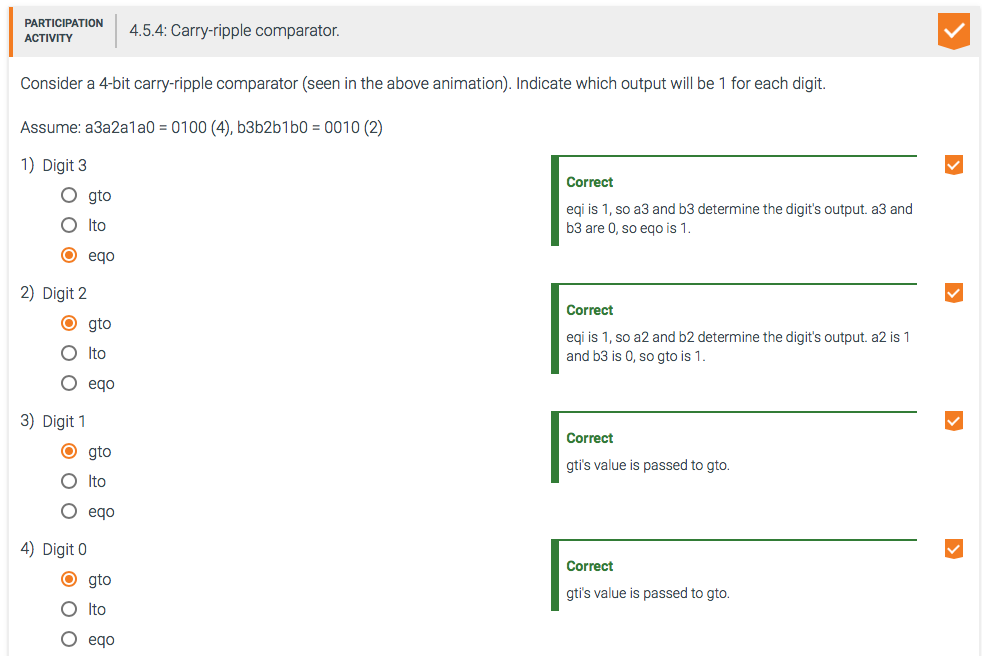 PARTICIPATION
ACTIVITY
4.5.4: Carry-ripple comparator.
Consider a 4-bit carry-ripple comparator (seen in the above animation). Indicate which output will be 1 for each digit.
Assume: a3a2a1a0 = 0100 (4), b3b2b1b0 = 0010 (2)
1) Digit 3
gto
lto
eqo
Correct
eqi is 1, so a3 and b3 determine the digit's output. a3 and
b3 are 0, so eqo is 1.
2) Digit 2
gto
lto
eqo
Correct
eqi is 1, so a2 and b2 determine the digit's output. a2 is 1
and b3 is 0, so gto is 1.
3) Digit 1
gto
lto
eqo
Correct
gti's value is passed to gto.
4) Digit 0
gto
lto
eqo
Correct
gti's value is passed to gto.